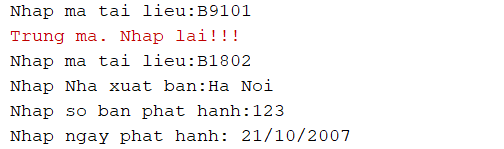 Nhap ma tai lieu:B9101
Trung ma. Nhap lai!!!
Nhap ma tai lieu:B1802
Nhap Nha xuat ban:Ha Noi
Nhap so ban phat hanh:123
Nhap ngay phat hanh: 21/10/2007